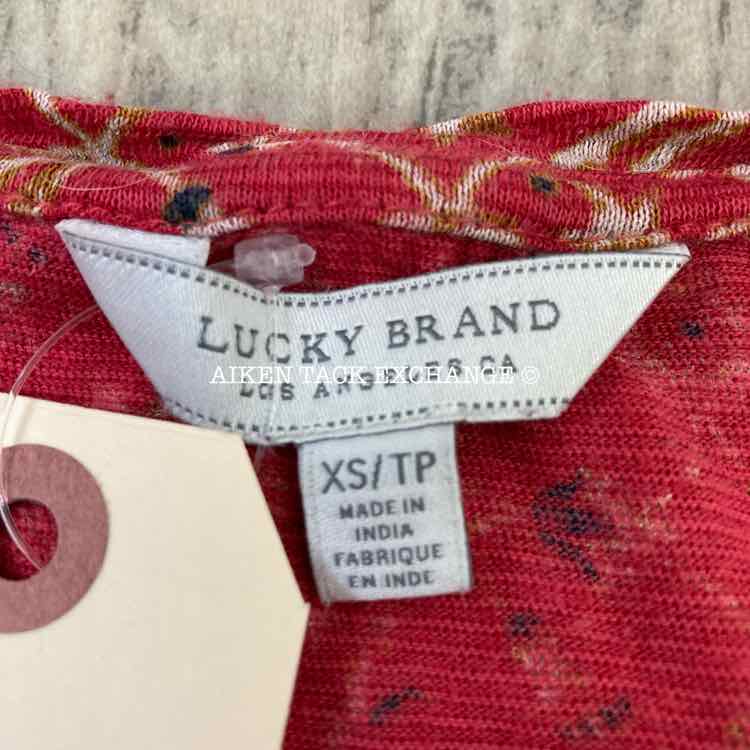 LUCKY BRAND
LOS ANGELES CA
AIKEN TACK EXCHANGE ©
XS/TP
MADE IN
INDIA
FABRIQUE
EN INDE